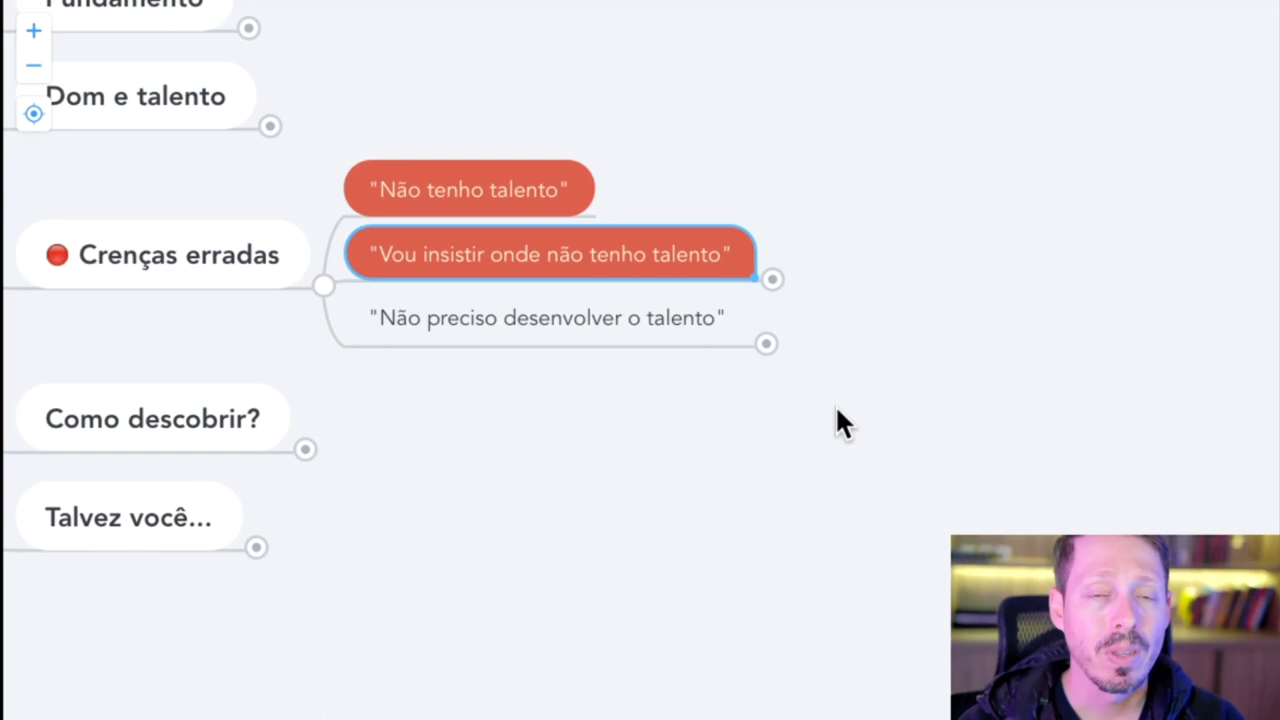 Fundamento
Dom e talento
"Não tenho talento"
Crenças erradas
"Vou insistir onde não tenho talento"
"Não preciso desenvolver o talento"
Como descobrir?
Talvez você...